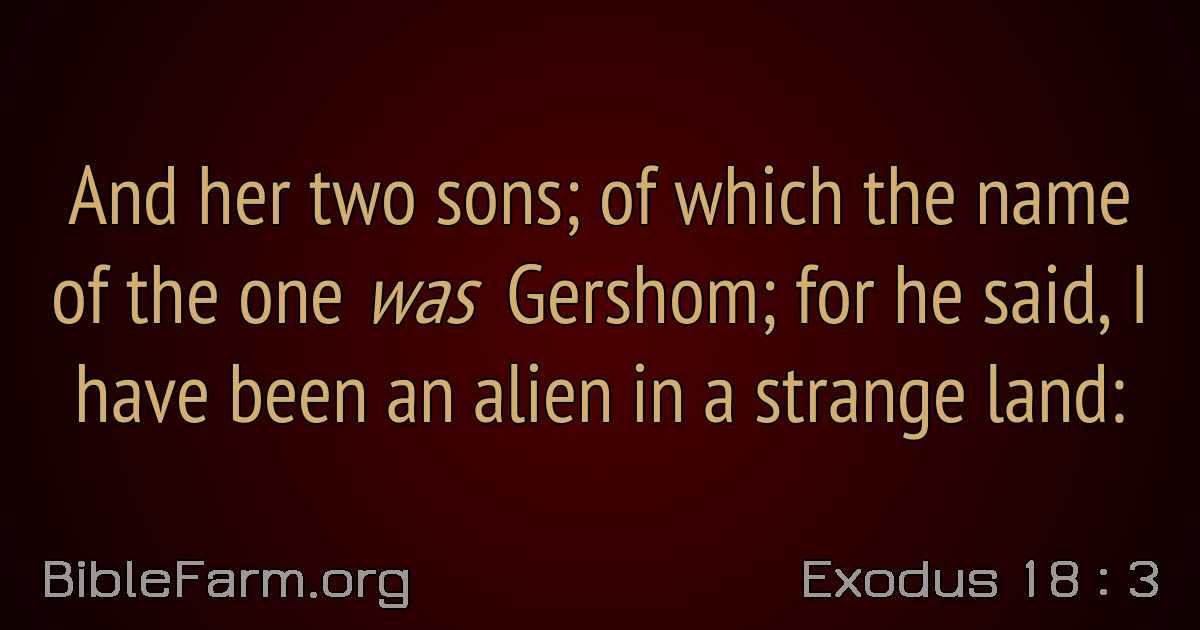 And her two sons; of which the name
of the one was Gershom; for he said, I
have been an alien in a strange land:
BibleFarm.org
Exodus 18 : 3